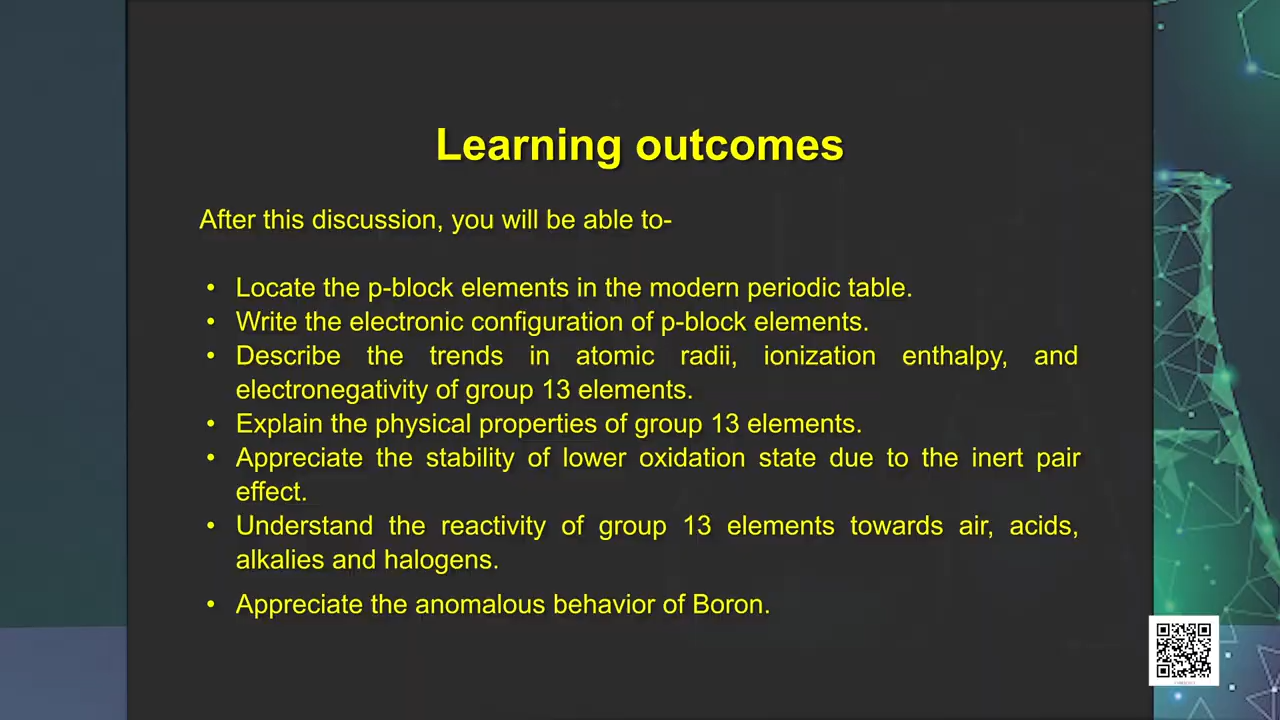 Learning outcomes
After this discussion, you will be able to-
• Locate the p-block elements in the modern periodic table.
• Write the electronic configuration of p-block elements.
• Describe the trends in atomic radii, ionization enthalpy, and
electronegativity of group 13 elements.
• Explain the physical properties of group 13 elements.
• Appreciate the stability of lower oxidation state due to the inert pair
effect.
• Understand the reactivity of group 13 elements towards air, acids,
alkalies and halogens.
• Appreciate the anomalous behavior of Boron.